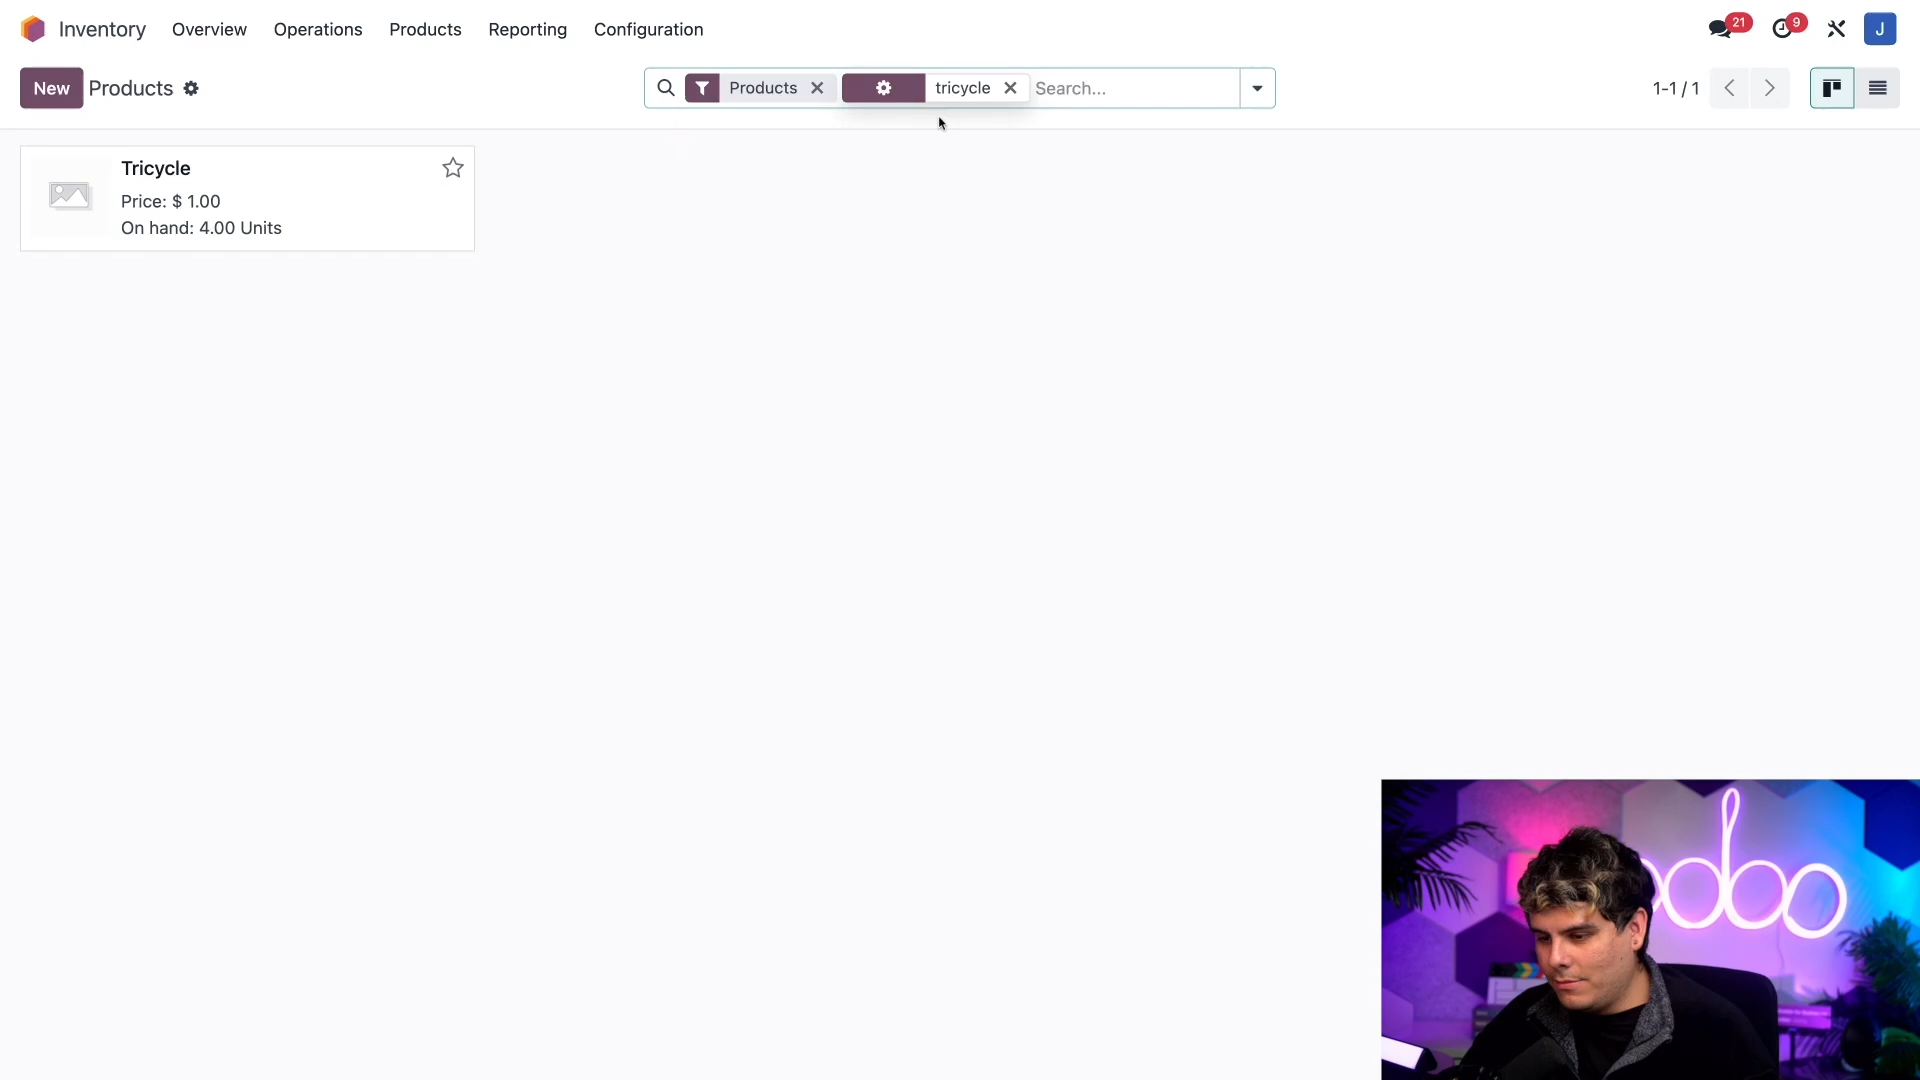 Inventory Overview Operations Products Reporting Configuration 21 9 J
New Products Products tricycle Search... 1-1 / 1
Tricycle
Price: $ 1.00
On hand: 4.00 Units
odoo